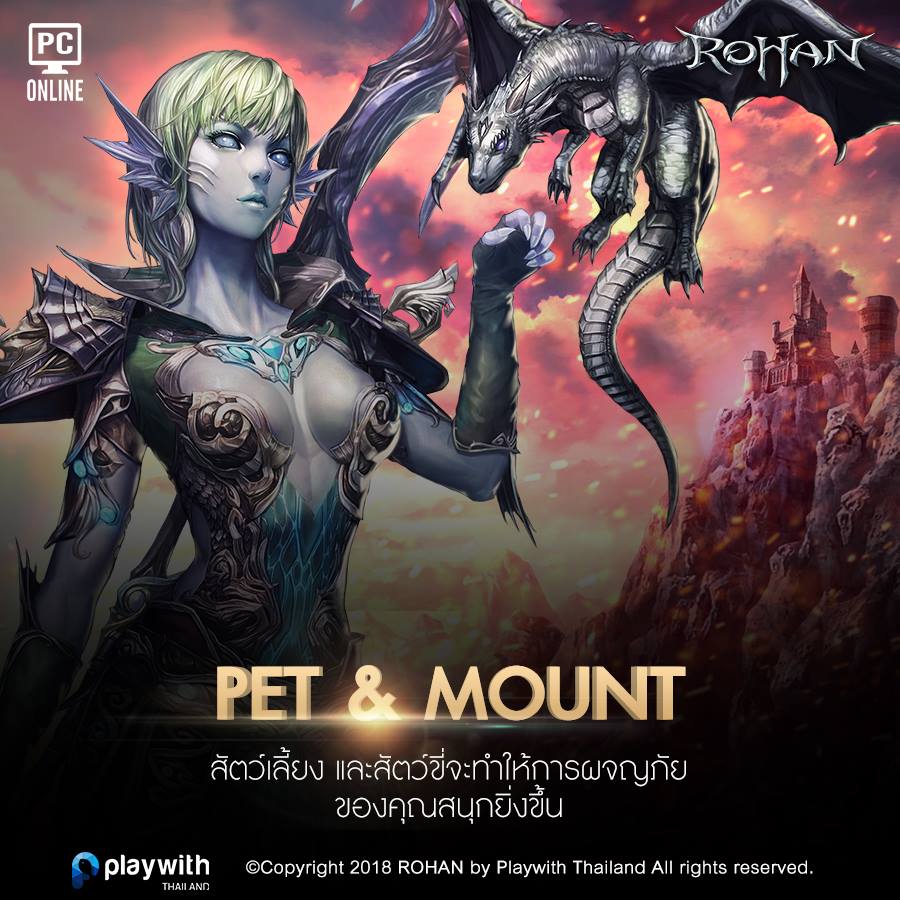 PC
ONLINE
ROHAN
PET & MOUNT
สัตว์เลี้ยง และสัตว์ขี่จะทำให้การผจญภัย
ของคุณสนุกยิ่งขึ้น
playwith
THAILAND
©Copyright 2018 ROHAN by Playwith Thailand All rights reserved.